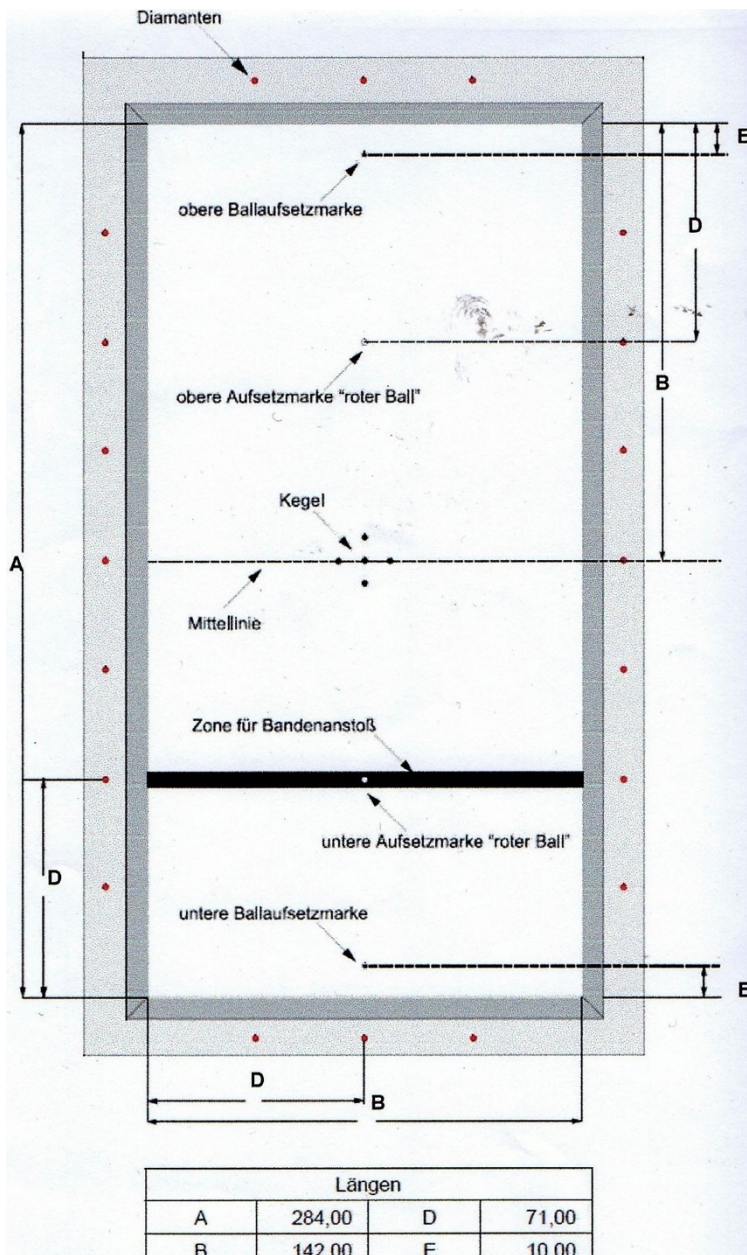 Diamanten
E
obere Ballaufsetzmarke
D
obere Aufsetzmarke "roter Ball"
B
Kegel
A
Mittellinie
Zone für Bandenanstoß
untere Aufsetzmarke "roter Ball"
D
untere Ballaufsetzmarke
E
D
B
Längen
A 284,00 D 71,00
B 142,00 E 10,00